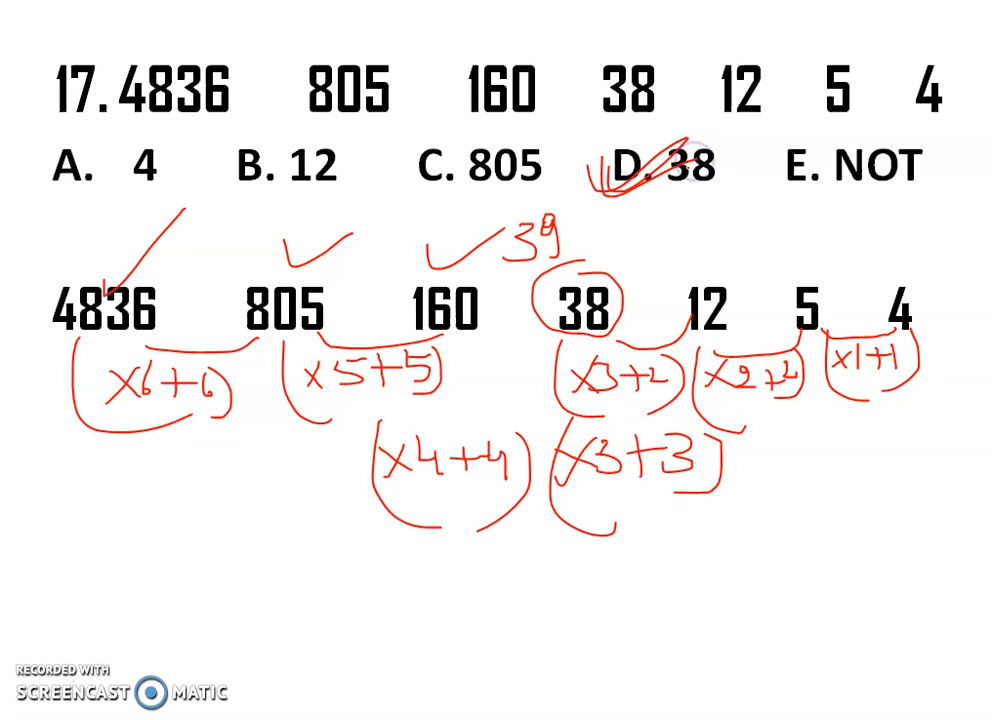 17. 4836 805 160 38 12 5 4
A. 4 B. 12 C. 805 D. 38 E. NOT
39
4836 805 160 38 12 5 4
x6+6 x5+5 x3+2 x2+2 x1+1
x4+4 x3+3
RECORDED WITH
SCREENCAST MATIC